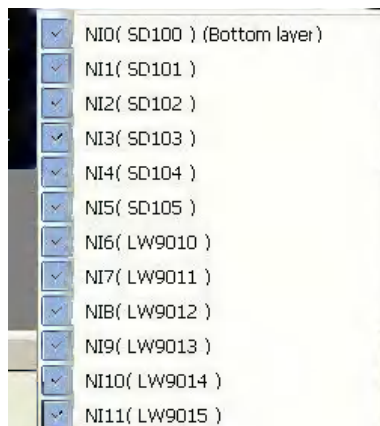 NI0( SD100 ) (Bottom layer)
NI1( SD101 )
NI2( SD102 )
NI3( SD103 )
NI4( SD104 )
NI5( SD105 )
NI6( LW9010 )
NI7( LW9011 )
NI8( LW9012 )
NI9( LW9013 )
NI10( LW9014 )
NI11( LW9015 )